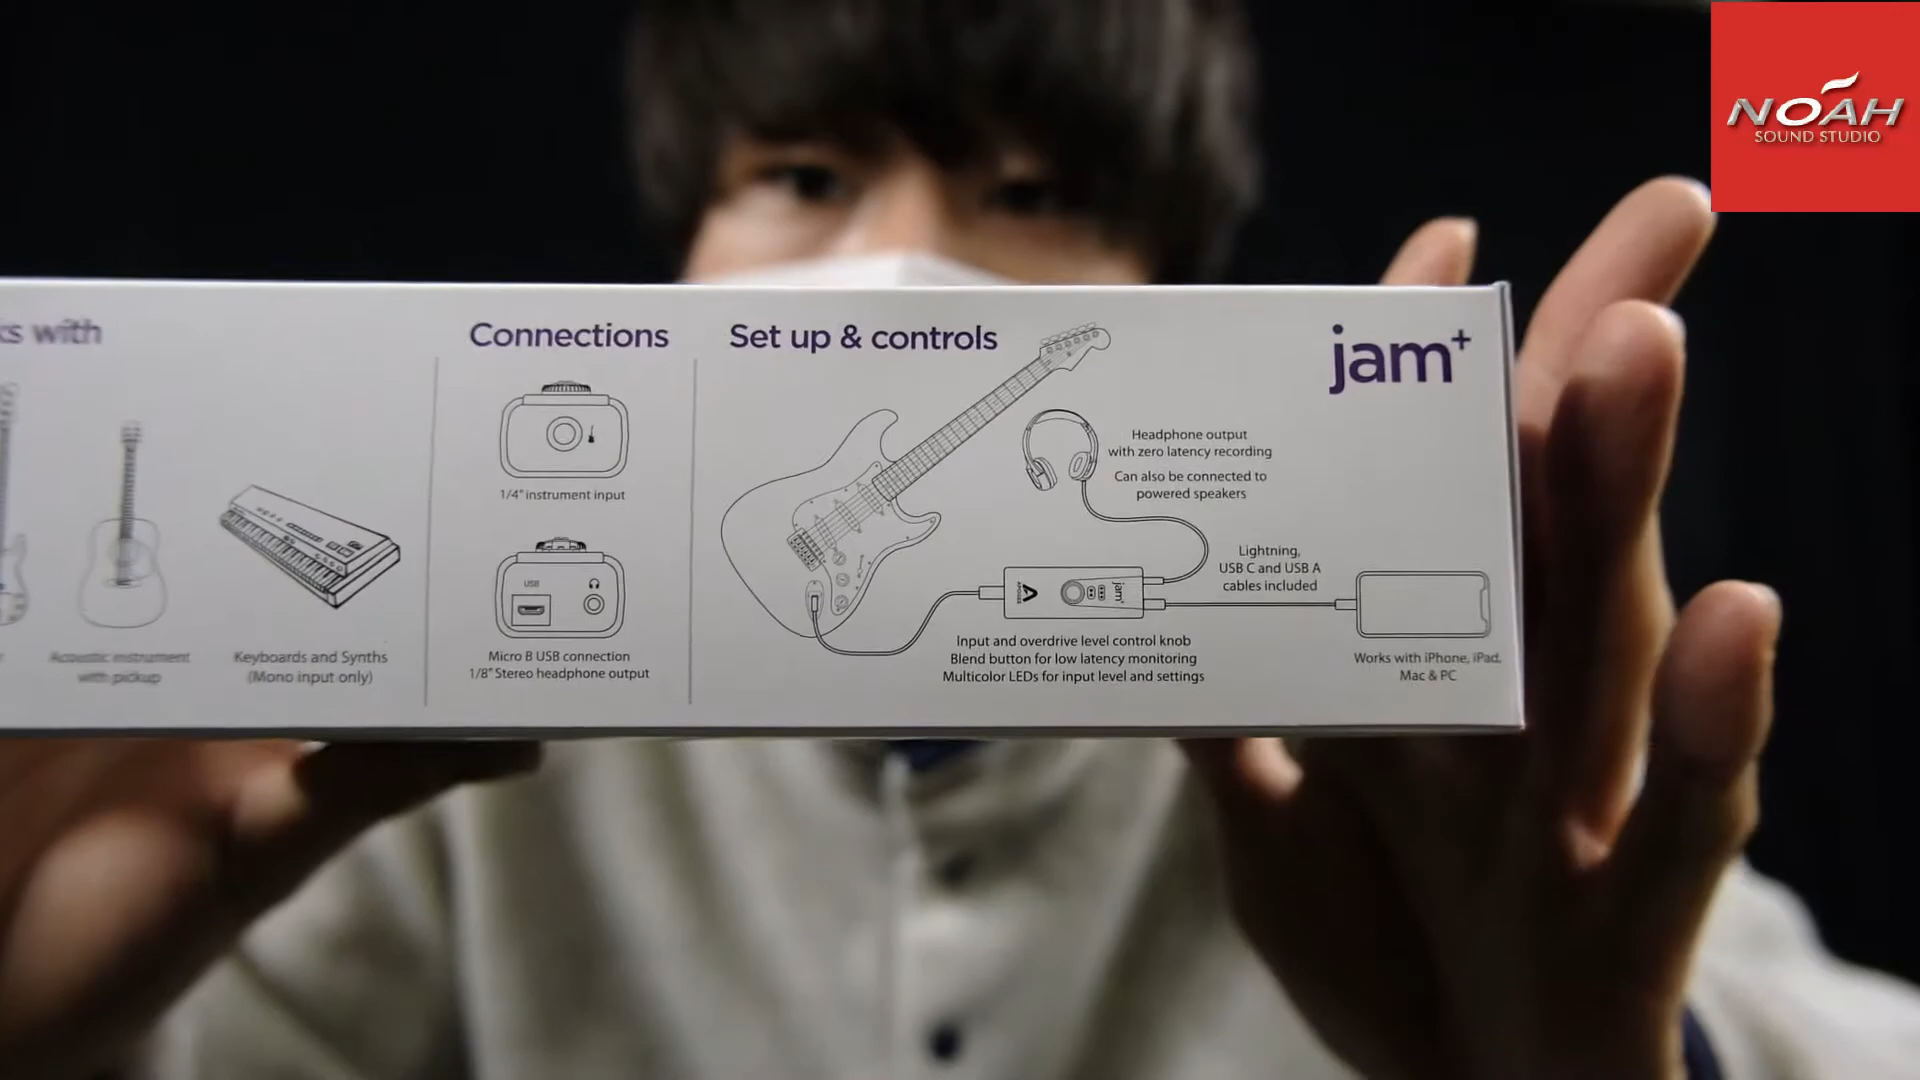 NOAH
SOUND STUDIO
ks with
Acoustic instrument
with pickup
Keyboards and Synths
(Mono input only)
Connections
1/4" instrument input
USB
Micro B USB connection
1/8" Stereo headphone output
Set up & controls
jam+
Headphone output
with zero latency recording
Can also be connected to
powered speakers
Lightning,
USB C and USB A
cables included
APOGEE
jam+
Input and overdrive level control knob
Blend button for low latency monitoring
Multicolor LEDs for input level and settings
Works with iPhone, iPad,
Mac & PC